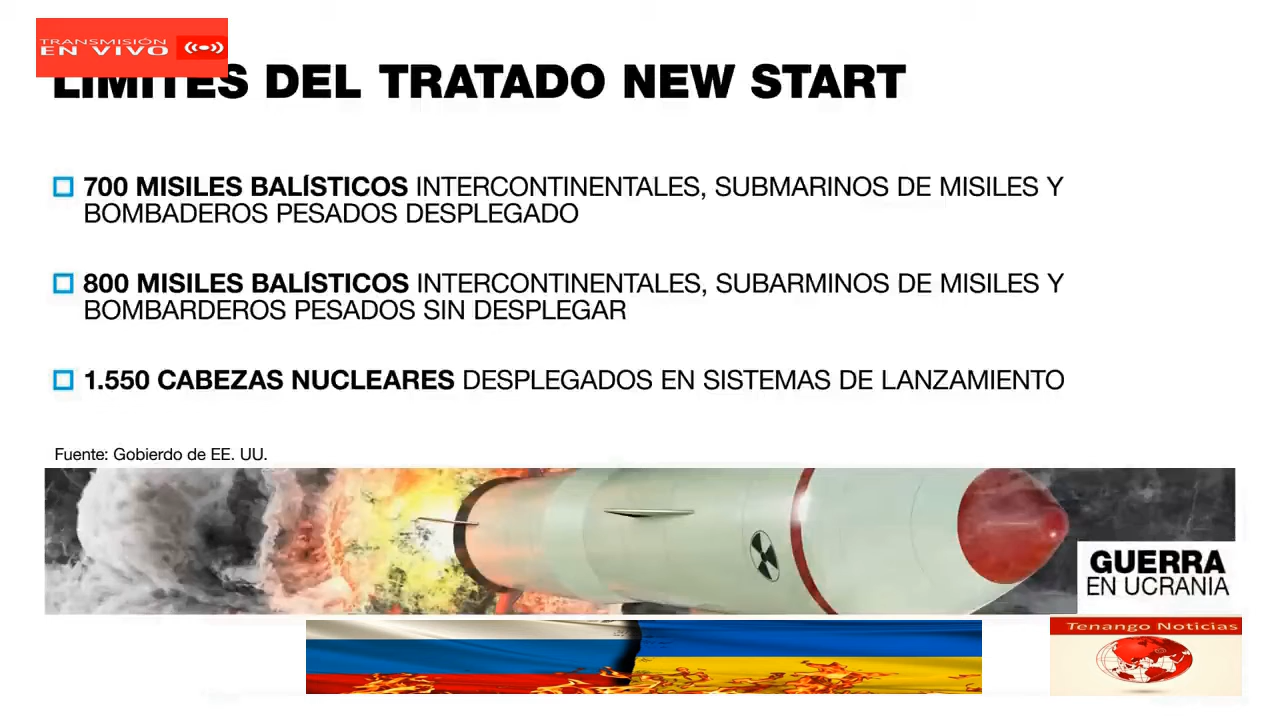 TRANSMISIÓN
EN VIVO
LÍMITES DEL TRATADO NEW START
700 MISILES BALÍSTICOS INTERCONTINENTALES, SUBMARINOS DE MISILES Y
BOMBADEROS PESADOS DESPLEGADO
800 MISILES BALÍSTICOS INTERCONTINENTALES, SUBARMINOS DE MISILES Y
BOMBARDEROS PESADOS SIN DESPLEGAR
1.550 CABEZAS NUCLEARES DESPLEGADOS EN SISTEMAS DE LANZAMIENTO
Fuente: Gobierdo de EE. UU.
GUERRA
EN UCRANIA
Tenango Noticias